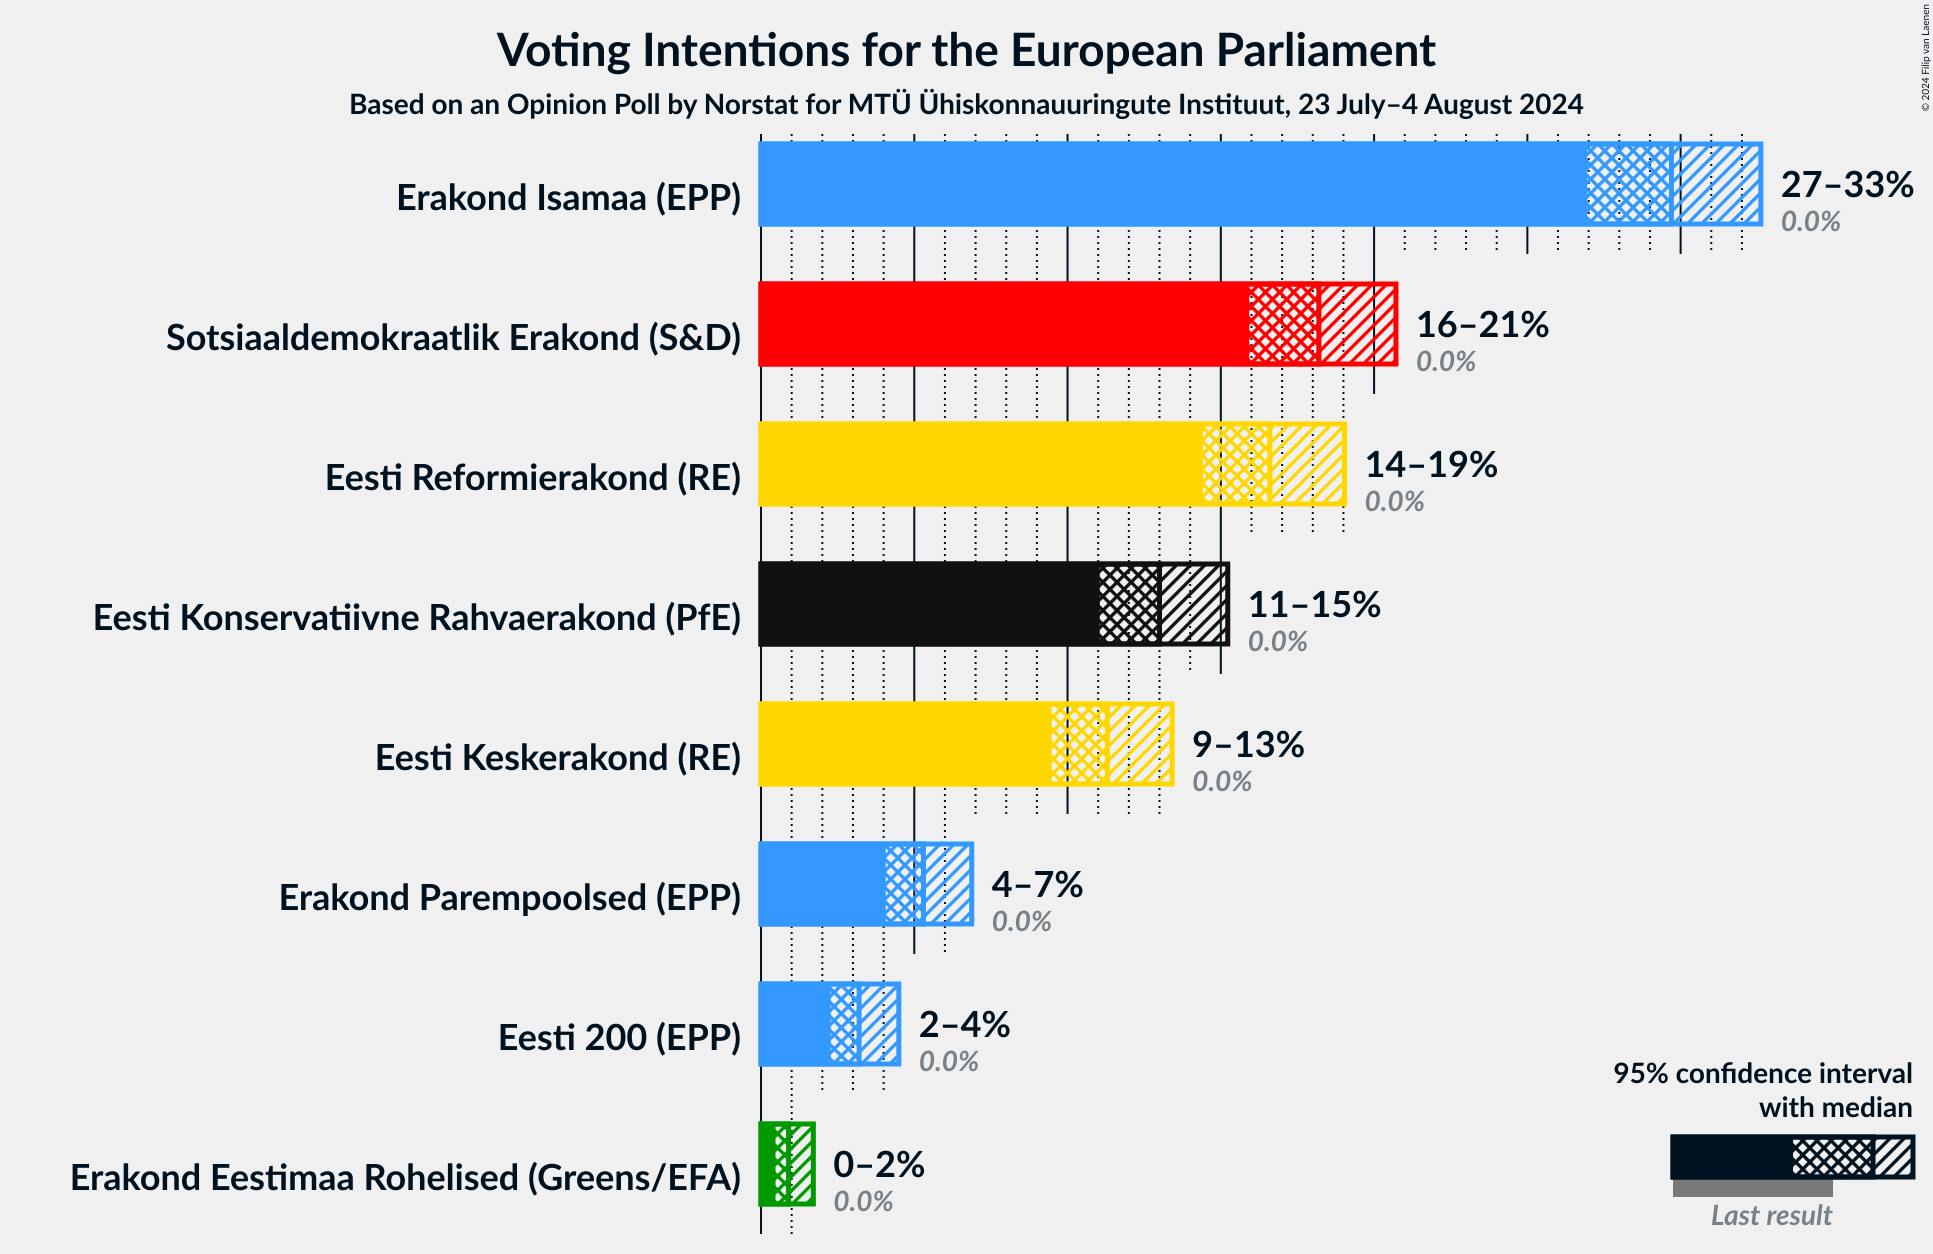 Voting Intentions for the European Parliament
Based on an Opinion Poll by Norstat for MTÜ Ühiskonnauuringute Instituut, 23 July–4 August 2024
© 2024 Filip van Laenen
Erakond Isamaa (EPP)
27–33%
0.0%
Sotsiaaldemokraatlik Erakond (S&D)
16–21%
0.0%
Eesti Reformierakond (RE)
14–19%
0.0%
Eesti Konservatiivne Rahvaerakond (PfE)
11–15%
0.0%
Eesti Keskerakond (RE)
9–13%
0.0%
Erakond Parempoolsed (EPP)
4–7%
0.0%
Eesti 200 (EPP)
2–4%
0.0%
Erakond Eestimaa Rohelised (Greens/EFA)
0–2%
0.0%
95% confidence interval
with median
Last result